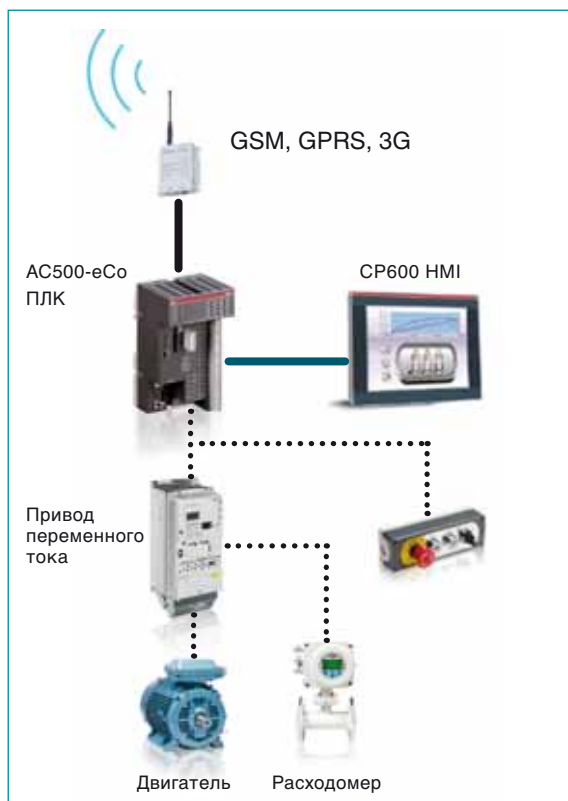 GSM, GPRS, 3G
AC500-eCo
ПЛК
CP600 HMI
Привод
переменного
тока
Двигатель
Расходомер